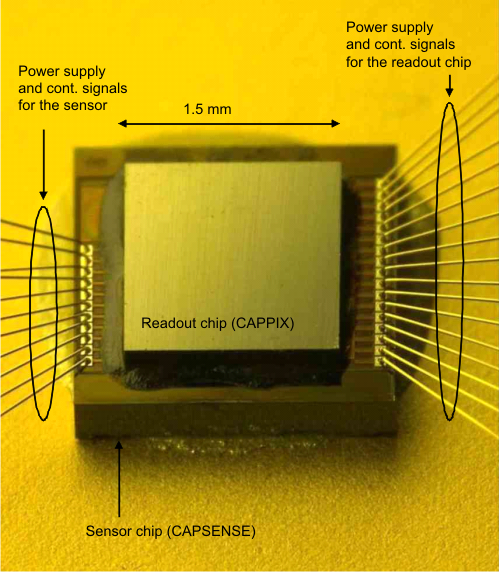 Power supply
and cont. signals
for the readout chip
Power supply
and cont. signals
for the sensor
1.5 mm
Readout chip (CAPPIX)
Sensor chip (CAPSENSE)